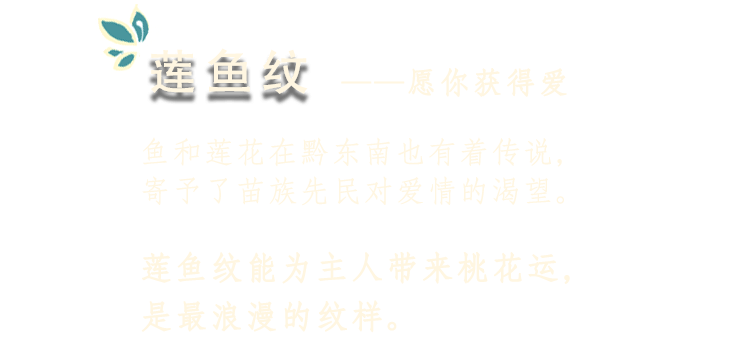 莲鱼纹 ——愿你获得爱
鱼和莲花在黔东南也有着传说，
寄予了苗族先民对爱情的渴望。
莲鱼纹能为主人带来桃花运，
是最浪漫的纹样。